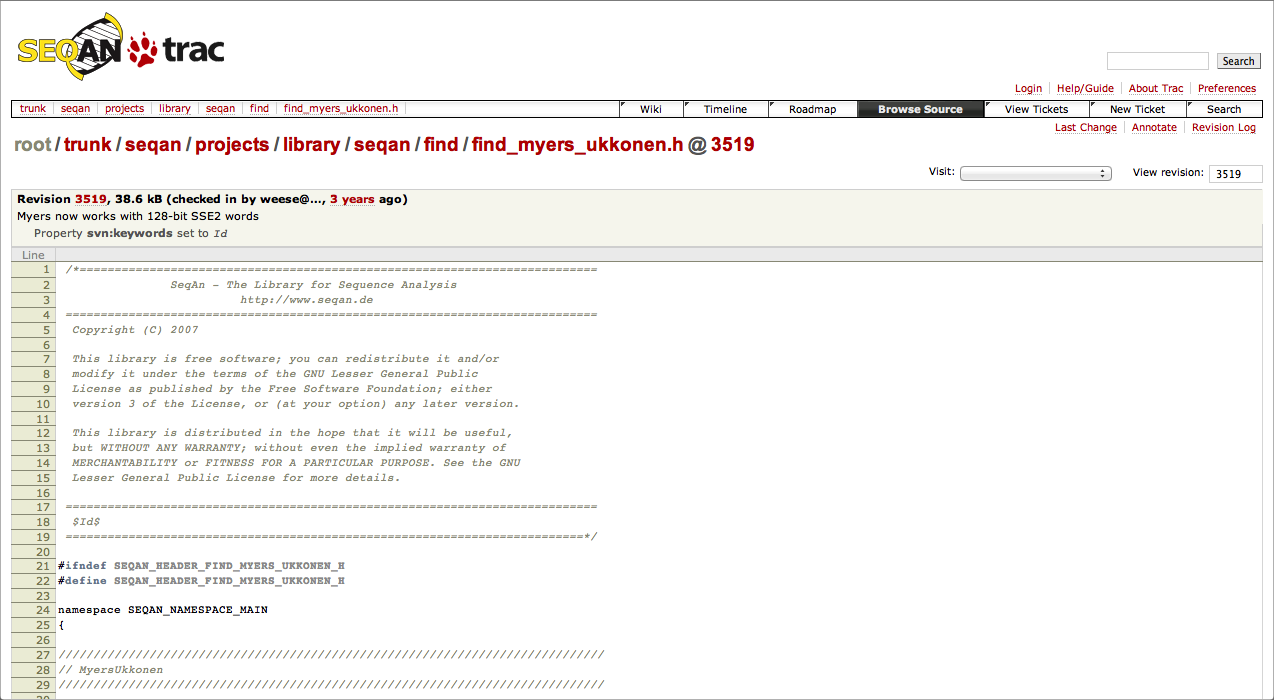 SEQAN trac
Search
Login Help/Guide About Trac Preferences
trunk seqan projects library seqan find find_myers_ukkonen.h Wiki Timeline Roadmap Browse Source View Tickets New Ticket Search
Last Change Annotate Revision Log
root / trunk / seqan / projects / library / seqan / find / find_myers_ukkonen.h @ 3519
Visit: View revision: 3519
Revision 3519, 38.6 kB (checked in by weese@..., 3 years ago)
Myers now works with 128-bit SSE2 words
Property svn:keywords set to Id
Line
1 /*==========================================================================
2 SeqAn - The Library for Sequence Analysis
3 http://www.seqan.de
4 ============================================================================
5 Copyright (C) 2007
6
7 This library is free software; you can redistribute it and/or
8 modify it under the terms of the GNU Lesser General Public
9 License as published by the Free Software Foundation; either
10 version 3 of the License, or (at your option) any later version.
11
12 This library is distributed in the hope that it will be useful,
13 but WITHOUT ANY WARRANTY; without even the implied warranty of
14 MERCHANTABILITY or FITNESS FOR A PARTICULAR PURPOSE. See the GNU
15 Lesser General Public License for more details.
16
17 ============================================================================
18 $Id$
19 ==========================================================================*/
20
21 #ifndef SEQAN_HEADER_FIND_MYERS_UKKONEN_H
22 #define SEQAN_HEADER_FIND_MYERS_UKKONEN_H
23
24 namespace SEQAN_NAMESPACE_MAIN
25 {
26
27 //////////////////////////////////////////////////////////////////////////////
28 // MyersUkkonen
29 //////////////////////////////////////////////////////////////////////////////